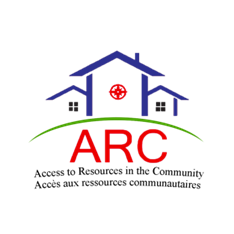 ARC
Access to Resources in the Community
Accès aux ressources communautaires